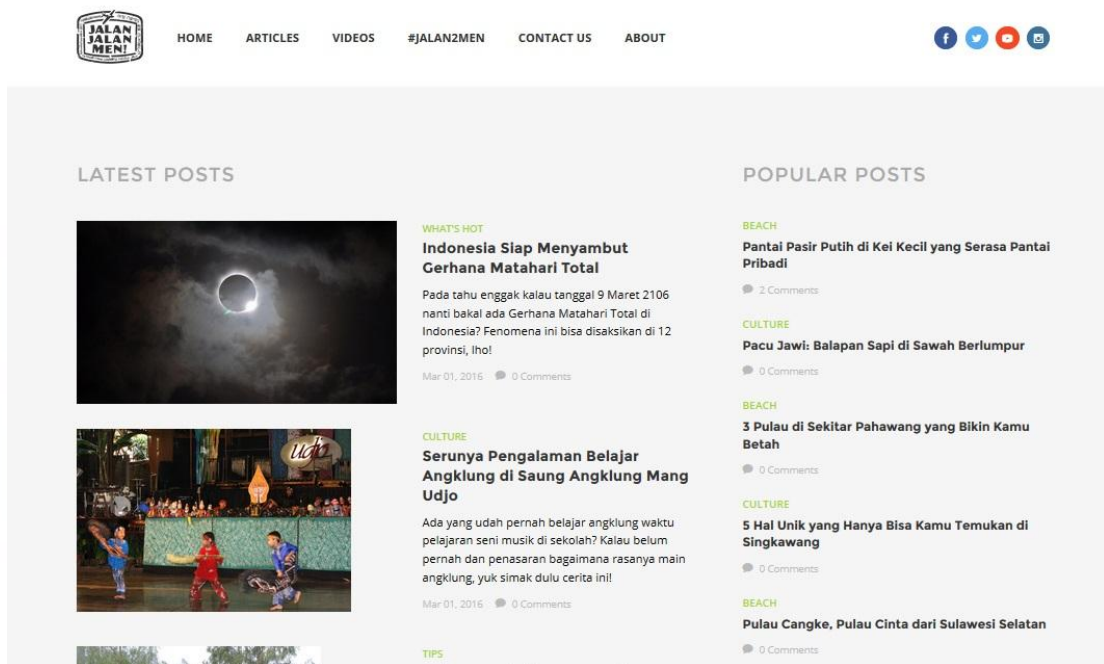 JALAN
JALAN
MEN!
HOME
ARTICLES
VIDEOS
#JALAN2MEN
CONTACT US
ABOUT
LATEST POSTS
WHAT'S HOT
Indonesia Siap Menyambut
Gerhana Matahari Total
Pada tahu enggak kalau tanggal 9 Maret 2106
nanti bakal ada Gerhana Matahari Total di
Indonesia? Fenomena ini bisa disaksikan di 12
provinsi, lho!
Mar 01, 2016 0 Comments
udjo
CULTURE
Serunya Pengalaman Belajar
Angklung di Saung Angklung Mang
Udjo
Ada yang udah pernah belajar angklung waktu
pelajaran seni musik di sekolah? Kalau belum
pernah dan penasaran bagaimana rasanya main
angklung, yuk simak dulu cerita ini!
Mar 01, 2016 0 Comments
TIPS
POPULAR POSTS
BEACH
Pantai Pasir Putih di Kei Kecil yang Serasa Pantai
Pribadi
2 Comments
CULTURE
Pacu Jawi: Balapan Sapi di Sawah Berlumpur
0 Comments
BEACH
3 Pulau di Sekitar Pahawang yang Bikin Kamu
Betah
0 Comments
CULTURE
5 Hal Unik yang Hanya Bisa Kamu Temukan di
Singkawang
0 Comments
BEACH
Pulau Cangke, Pulau Cinta dari Sulawesi Selatan
0 Comments